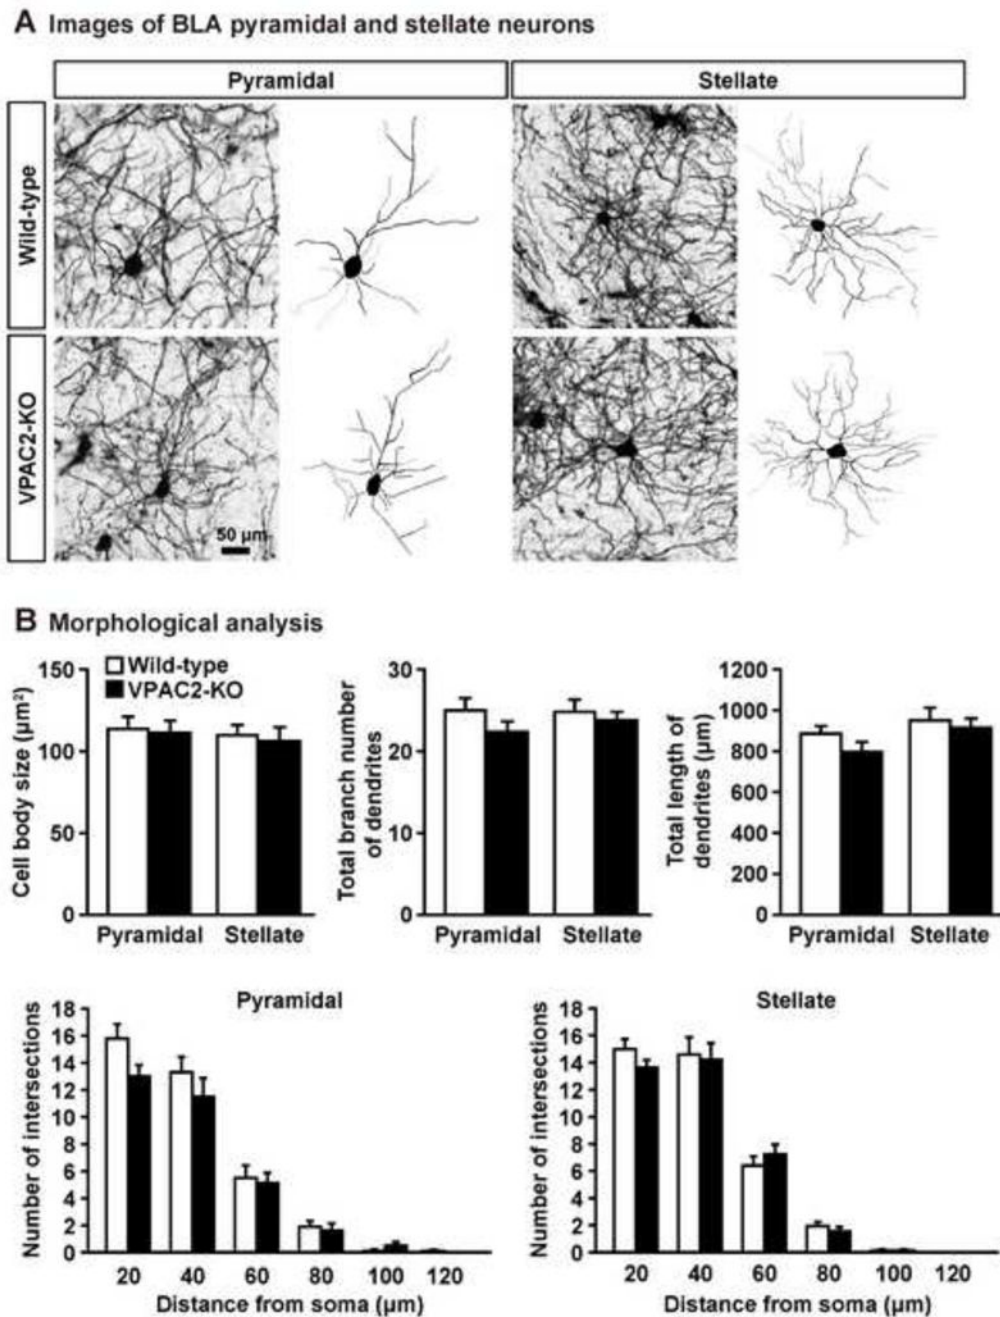 A Images of BLA pyramidal and stellate neurons
Pyramidal
Stellate
Wild-type
VPAC2-KO
50 µm
B Morphological analysis
Cell body size (µm²)
150
100
50
0
Wild-type
VPAC2-KO
Pyramidal Stellate
Total branch number
of dendrites
30
20
10
0
Pyramidal Stellate
Total length of
dendrites (µm)
1200
1000
800
600
400
200
0
Pyramidal Stellate
Pyramidal
Number of intersections
18
16
14
12
10
8
6
4
2
0
20 40 60 80 100 120
Distance from soma (µm)
Stellate
Number of intersections
18
16
14
12
10
8
6
4
2
0
20 40 60 80 100 120
Distance from soma (µm)